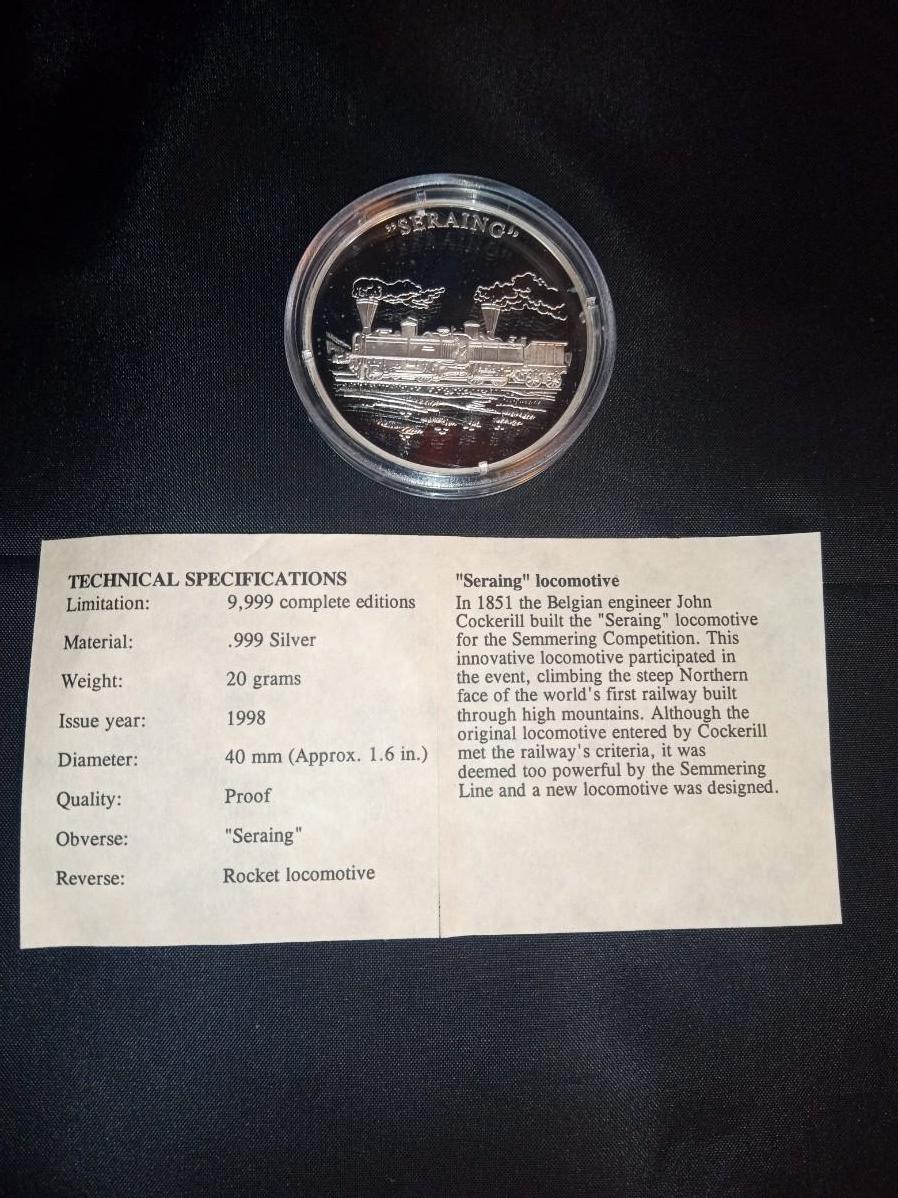 „SERAING”
TECHNICAL SPECIFICATIONS
Limitation: 9,999 complete editions
Material: .999 Silver
Weight: 20 grams
Issue year: 1998
Diameter: 40 mm (Approx. 1.6 in.)
Quality: Proof
Obverse: "Seraing"
Reverse: Rocket locomotive
"Seraing" locomotive
In 1851 the Belgian engineer John
Cockerill built the "Seraing" locomotive
for the Semmering Competition. This
innovative locomotive participated in
the event, climbing the steep Northern
face of the world's first railway built
through high mountains. Although the
original locomotive entered by Cockerill
met the railway's criteria, it was
deemed too powerful by the Semmering
Line and a new locomotive was designed.